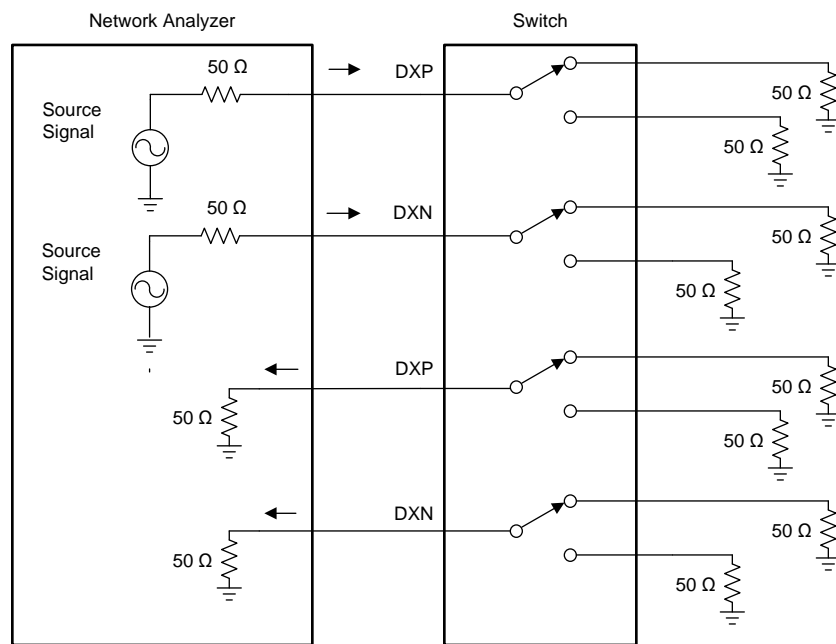 Network Analyzer
Switch
50 Ω
DXP
Source
Signal
50 Ω
50 Ω
50 Ω
DXN
Source
Signal
50 Ω
50 Ω
DXP
50 Ω
50 Ω
50 Ω
DXN
50 Ω
50 Ω
50 Ω